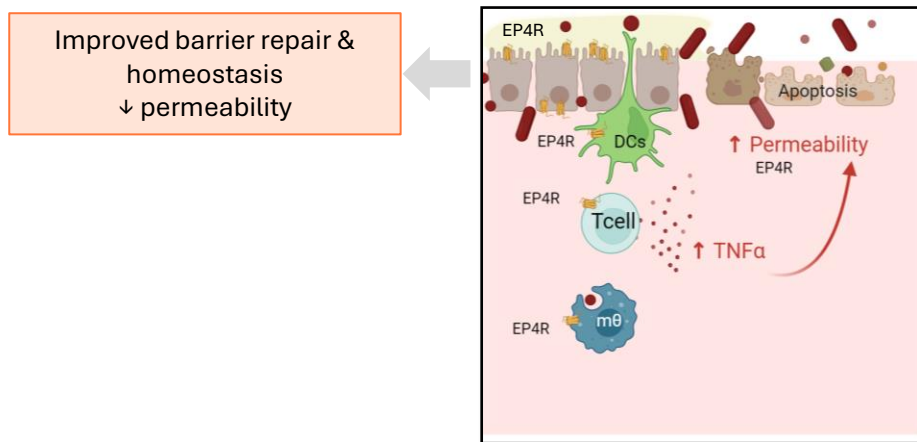 Improved barrier repair &
homeostasis
↓ permeability
EP4R
Apoptosis
EP4R
DCs
↑ Permeability
EP4R
EP4R
Tcell
↑ TNFα
EP4R
mθ